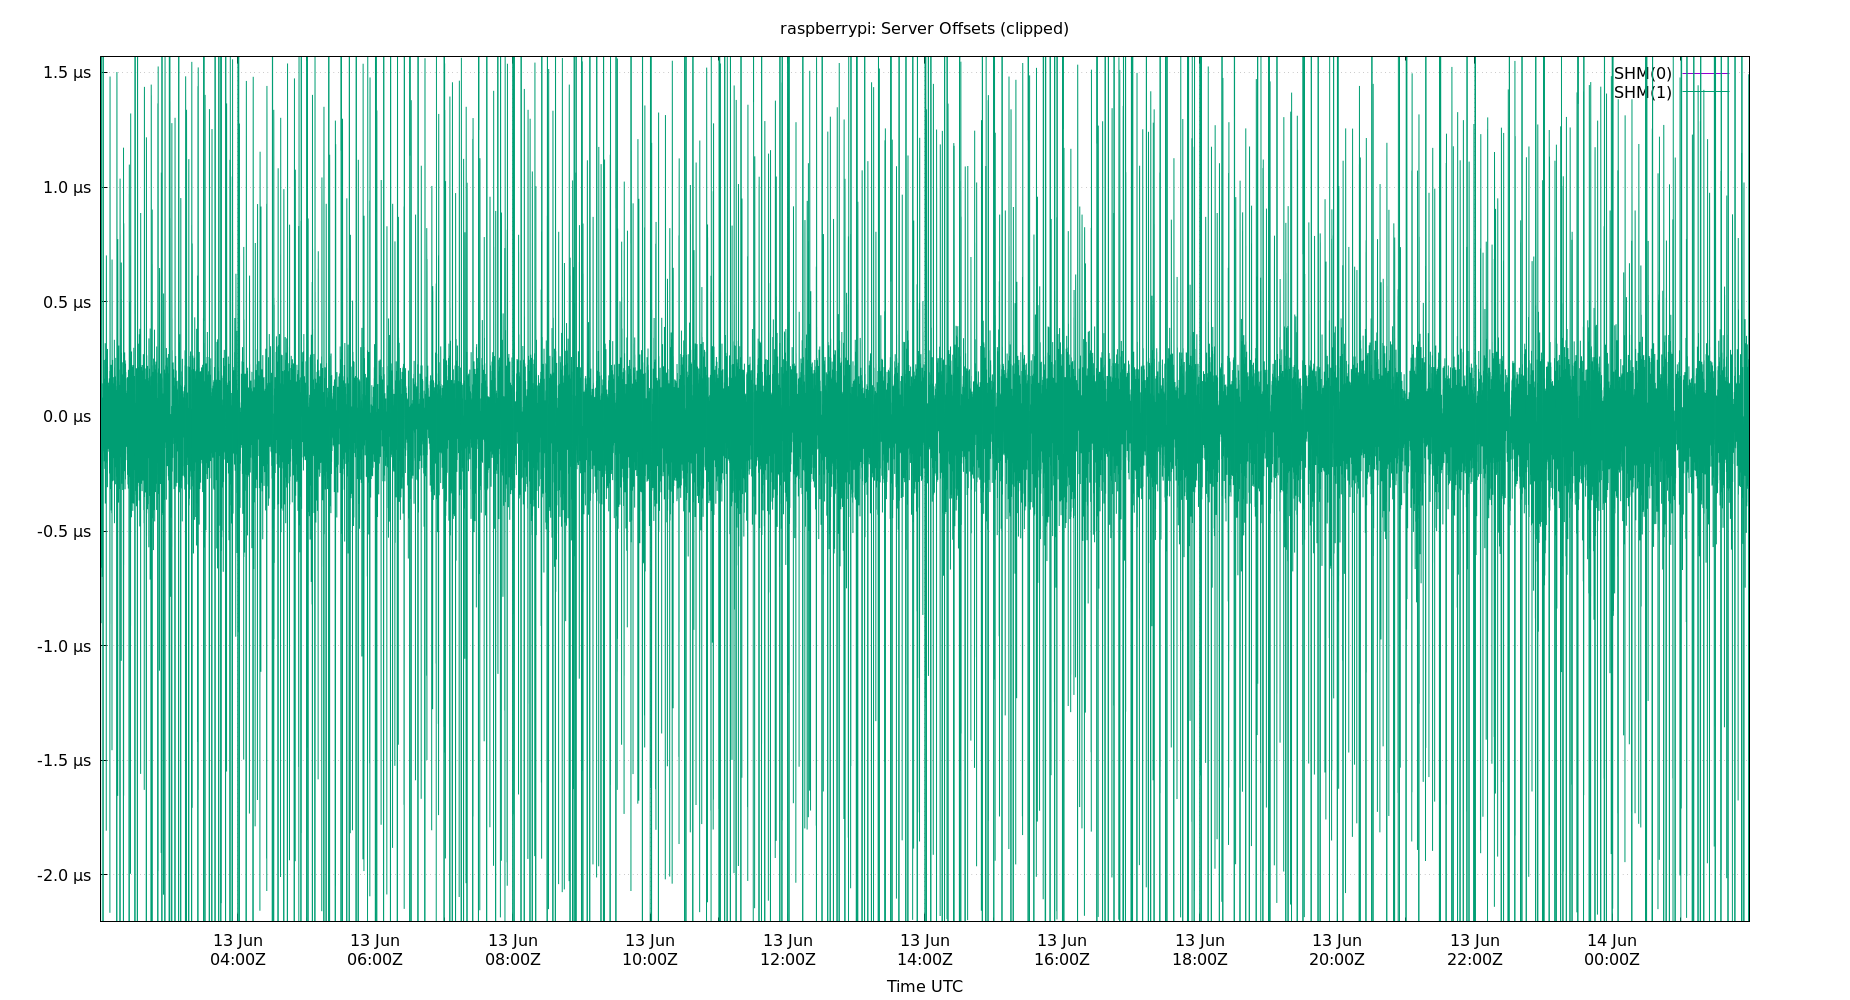 raspberrypi: Server Offsets (clipped)
SHM(0)
SHM(1)
1.5 µs
1.0 µs
0.5 µs
0.0 µs
-0.5 µs
-1.0 µs
-1.5 µs
-2.0 µs
13 Jun 13 Jun 13 Jun 13 Jun 13 Jun 13 Jun 13 Jun 13 Jun 13 Jun 13 Jun 14 Jun
04:00Z 06:00Z 08:00Z 10:00Z 12:00Z 14:00Z 16:00Z 18:00Z 20:00Z 22:00Z 00:00Z
Time UTC